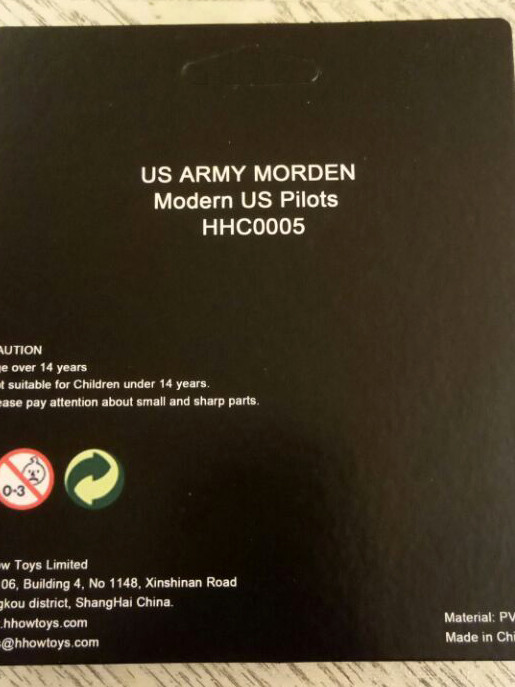 US ARMY MORDEN
Modern US Pilots
HHC0005
AUTION
e over 14 years
t suitable for Children under 14 years.
ease pay attention about small and sharp parts.
0-3
w Toys Limited
06, Building 4, No 1148, Xinshinan Road
gkou district, ShangHai China.
.hhowtoys.com
s@hhowtoys.com
Material: PV
Made in Chi